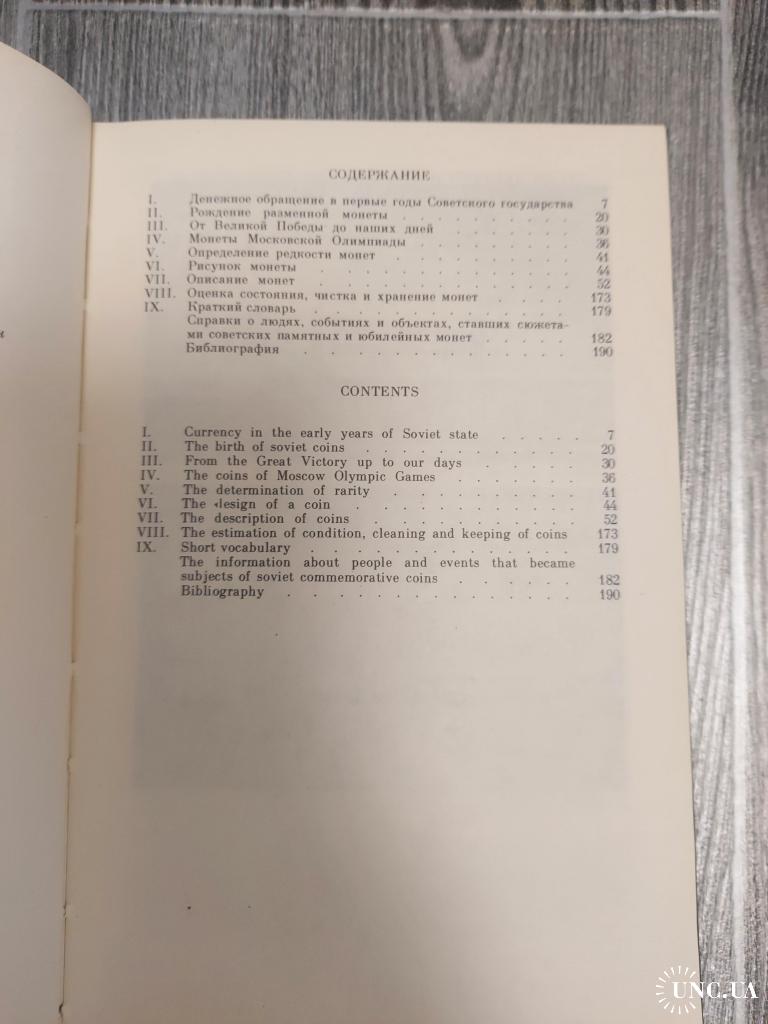 СОДЕРЖАНИЕ
I. Денежное обращение в первые годы Советского государства 7
II. Рождение разменной монеты . . . . . . . 20
III. От Великой Победы до наших дней . . . . . . 30
IV. Монеты Московской Олимпиады . . . . . . . 36
V. Определение редкости монет . . . . . . . 41
VI. Рисунок монеты . . . . . . . . . . 44
VII. Описание монет . . . . . . . . . . 52
VIII. Оценка состояния, чистка и хранение монет . . . . 173
IX. Краткий словарь . . . . . . . . . . 179
Справки о людях, событиях и объектах, ставших сюжета-
ми советских памятных и юбилейных монет . . . . 182
Библиография . . . . . . . . . . 190
CONTENTS
I. Currency in the early years of Soviet state . . . . . 7
II. The birth of soviet coins . . . . . . . . 20
III. From the Great Victory up to our days . . . . 30
IV. The coins of Moscow Olympic Games . . . . . 36
V. The determination of rarity . . . . . . . 41
VI. The design of a coin . . . . . . . . 44
VII. The description of coins . . . . . . . . 52
VIII. The estimation of condition, cleaning and keeping of coins 173
IX. Short vocabulary . . . . . . . . . . 179
The information about people and events that became
subjects of soviet commemorative coins . . . . . 182
Bibliography . . . . . . . . . . . 190
UNC.UA